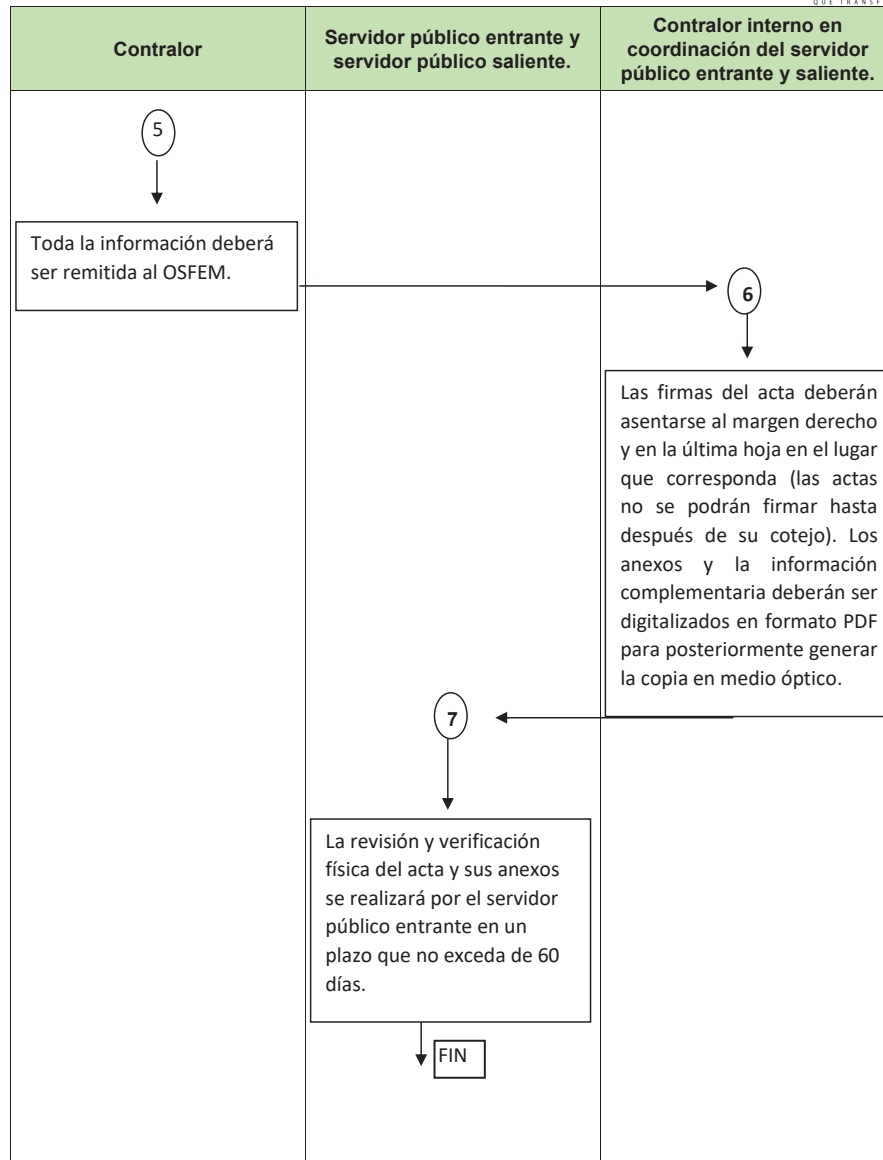 QUE TRANSF
Contralor
Servidor público entrante y
servidor público saliente.
Contralor interno en
coordinación del servidor
público entrante y saliente.
5
Toda la información deberá
ser remitida al OSFEM.
6
Las firmas del acta deberán
asentarse al margen derecho
y en la última hoja en el lugar
que corresponda (las actas
no se podrán firmar hasta
después de su cotejo). Los
anexos y la información
complementaria deberán ser
digitalizados en formato PDF
para posteriormente generar
la copia en medio óptico.
7
La revisión y verificación
física del acta y sus anexos
se realizará por el servidor
público entrante en un
plazo que no exceda de 60
días.
FIN